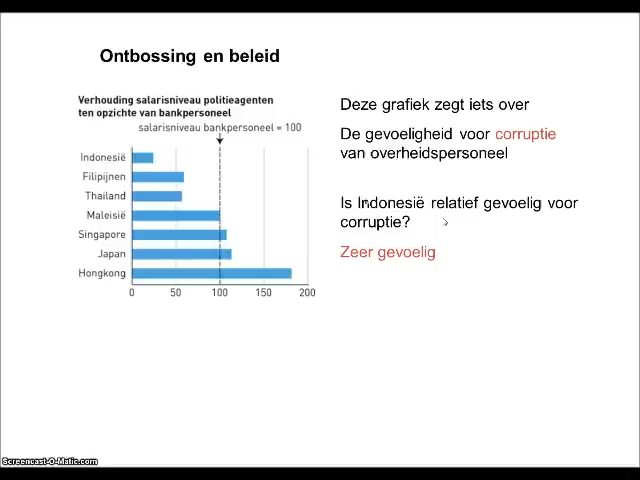 Ontbossing en beleid
Verhouding salarisniveau politieagenten
ten opzichte van bankpersoneel
salarisniveau bankpersoneel = 100
Indonesië
Filipijnen
Thailand
Maleisië
Singapore
Japan
Hongkong
0 50 100 150 200
Deze grafiek zegt iets over
De gevoeligheid voor corruptie
van overheidspersoneel
Is Indonesië relatief gevoelig voor
corruptie?
Zeer gevoelig
Screencast-O-Matic.com